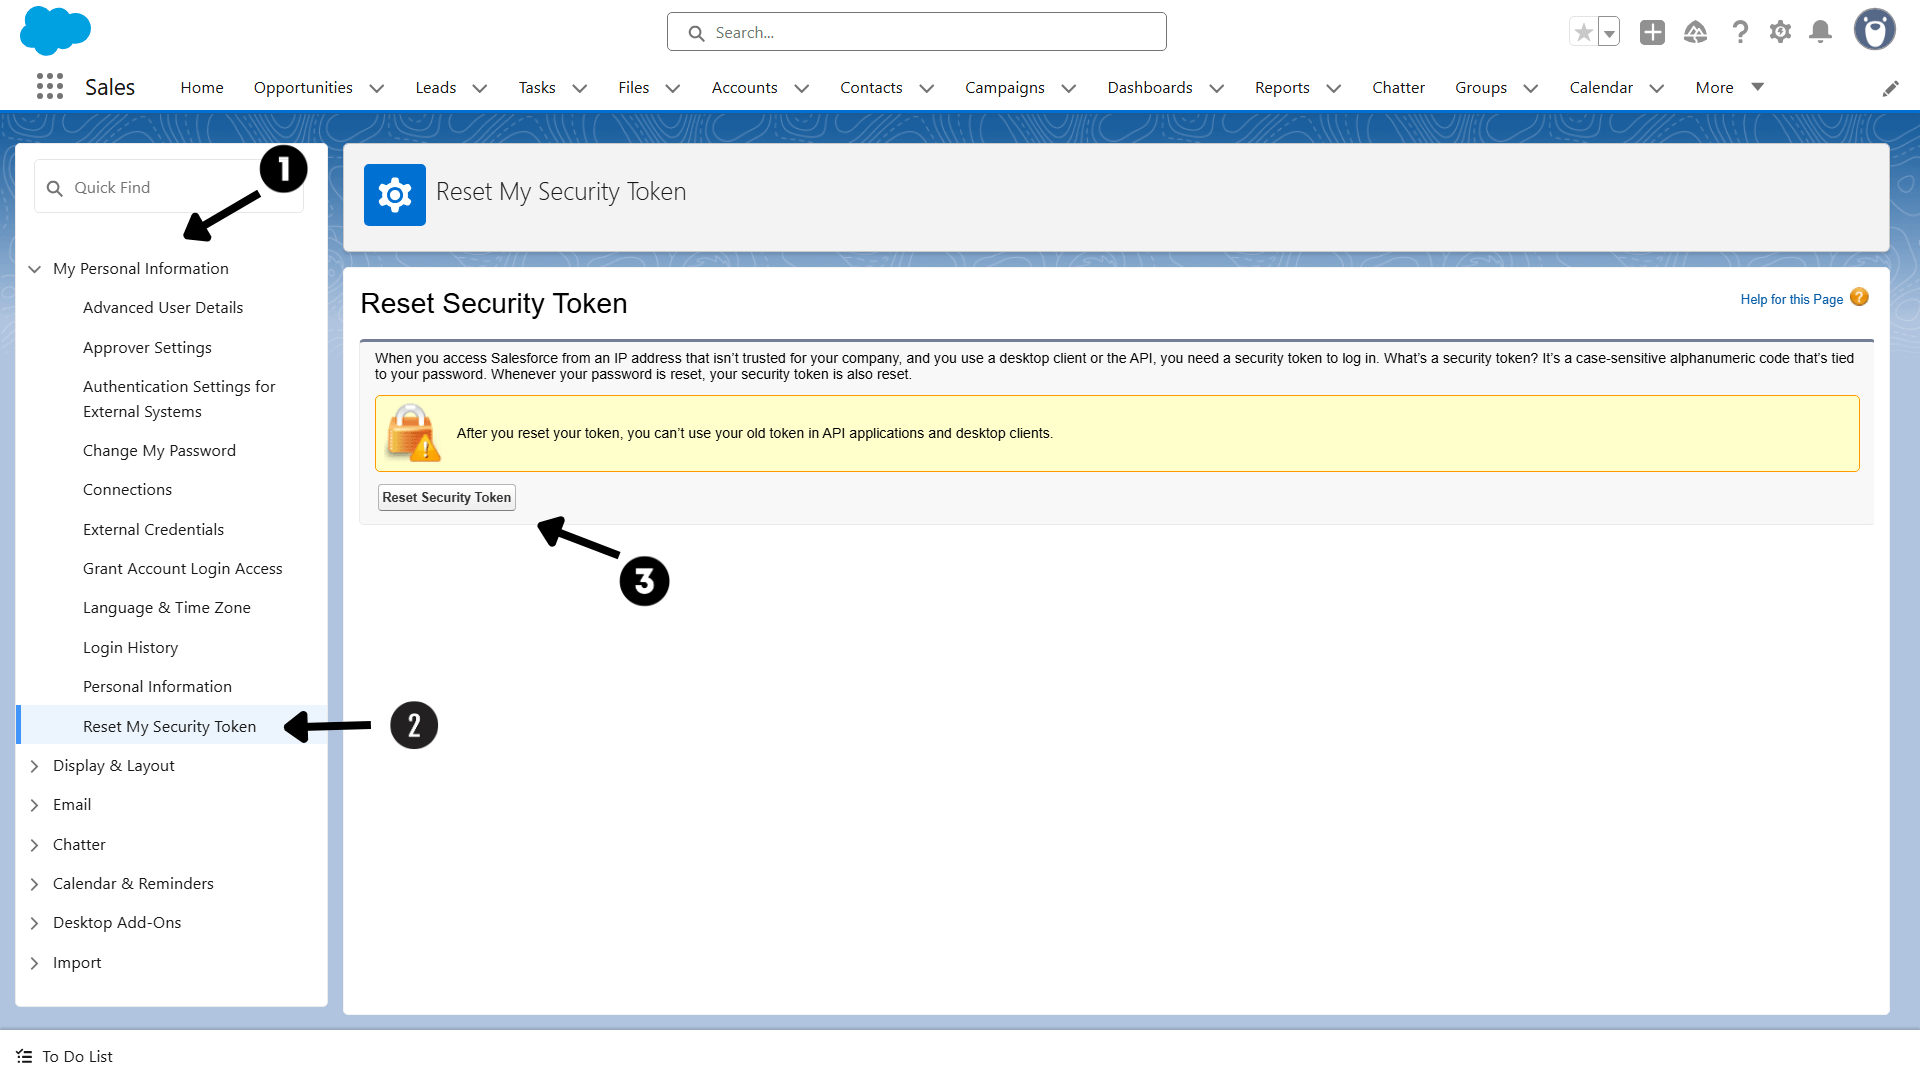 Search...
Sales
Home
Opportunities
Leads
Tasks
Files
Accounts
Contacts
Campaigns
Dashboards
Reports
Chatter
Groups
Calendar
More
1
Quick Find
My Personal Information
Advanced User Details
Approver Settings
Authentication Settings for
External Systems
Change My Password
Connections
External Credentials
Grant Account Login Access
Language & Time Zone
Login History
Personal Information
Reset My Security Token
2
Display & Layout
Email
Chatter
Calendar & Reminders
Desktop Add-Ons
Import
Reset My Security Token
Reset Security Token
Help for this Page ?
When you access Salesforce from an IP address that isn’t trusted for your company, and you use a desktop client or the API, you need a security token to log in. What’s a security token? It’s a case-sensitive alphanumeric code that’s tied
to your password. Whenever your password is reset, your security token is also reset.
After you reset your token, you can’t use your old token in API applications and desktop clients.
Reset Security Token
3
To Do List